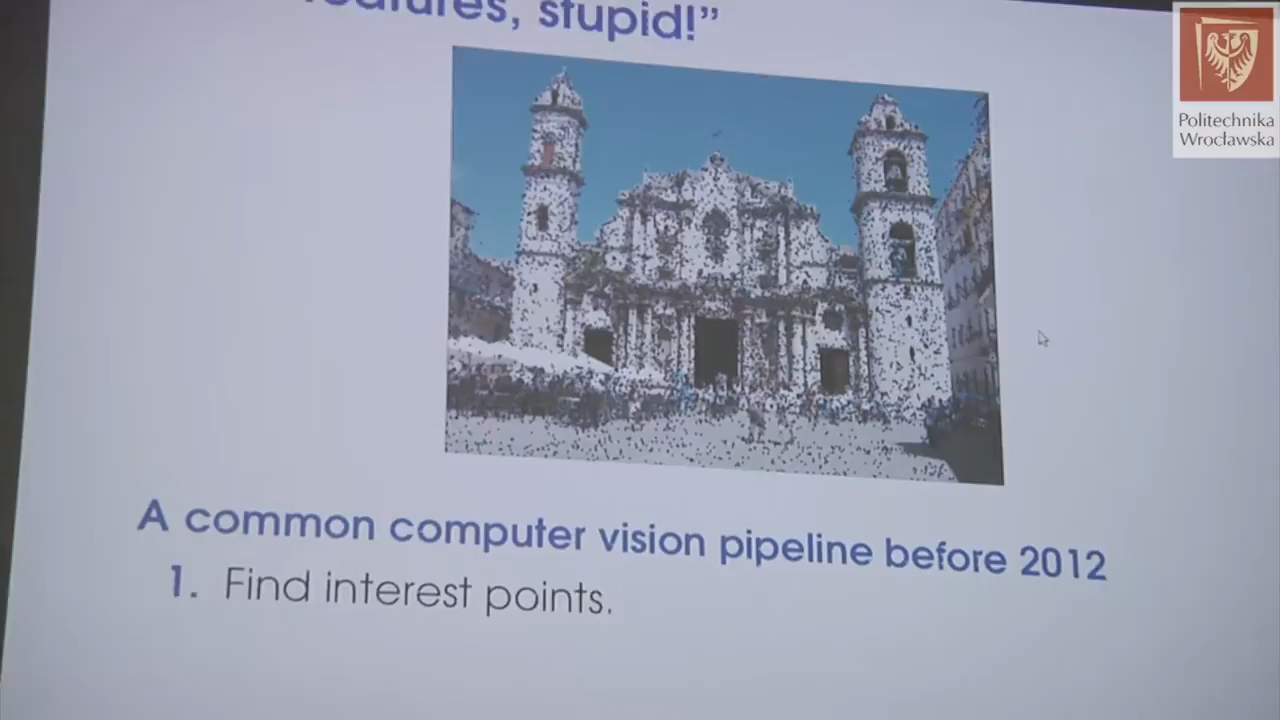 stupid!”
Politechnika
Wrocławska
A common computer vision pipeline before 2012
1. Find interest points.